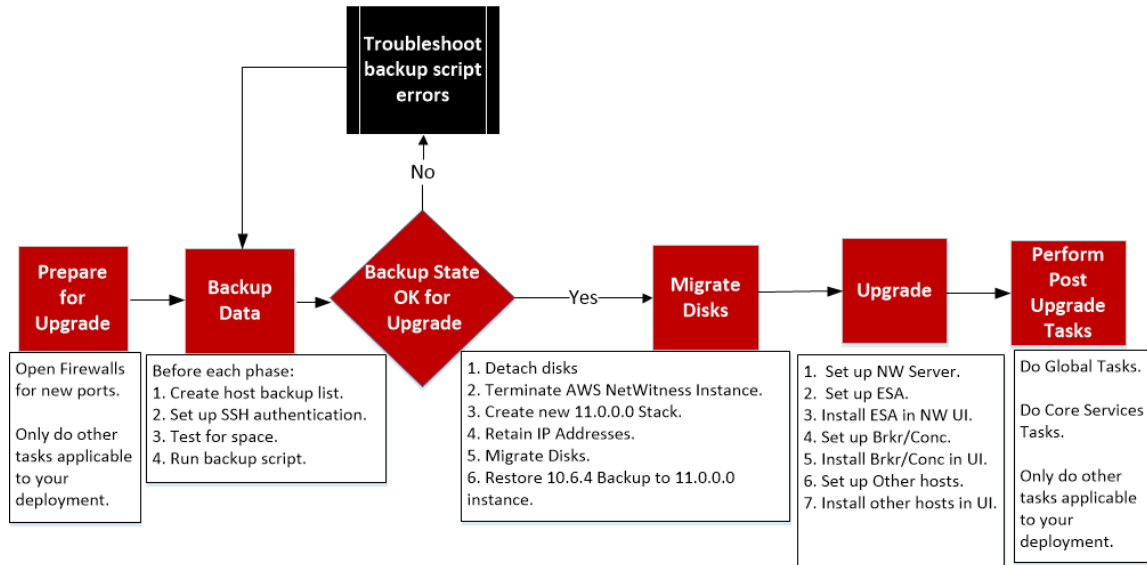 Troubleshoot
backup script
errors
No
Prepare
for
Upgrade
Backup
Data
Backup State
OK for
Upgrade
Yes
Migrate
Disks
Upgrade
Perform
Post
Upgrade
Tasks
Open Firewalls
for new ports.
Only do other
tasks applicable
to your
deployment.
Before each phase:
1. Create host backup list.
2. Set up SSH authentication.
3. Test for space.
4. Run backup script.
1. Detach disks
2. Terminate AWS NetWitness Instance.
3. Create new 11.0.0.0 Stack.
4. Retain IP Addresses.
5. Migrate Disks.
6. Restore 10.6.4 Backup to 11.0.0.0
instance.
1. Set up NW Server.
2. Set up ESA.
3. Install ESA in NW UI.
4. Set up Brkr/Conc.
5. Install Brkr/Conc in UI.
6. Set up Other hosts.
7. Install other hosts in UI.
Do Global Tasks.
Do Core Services
Tasks.
Only do other
tasks applicable
to your
deployment.